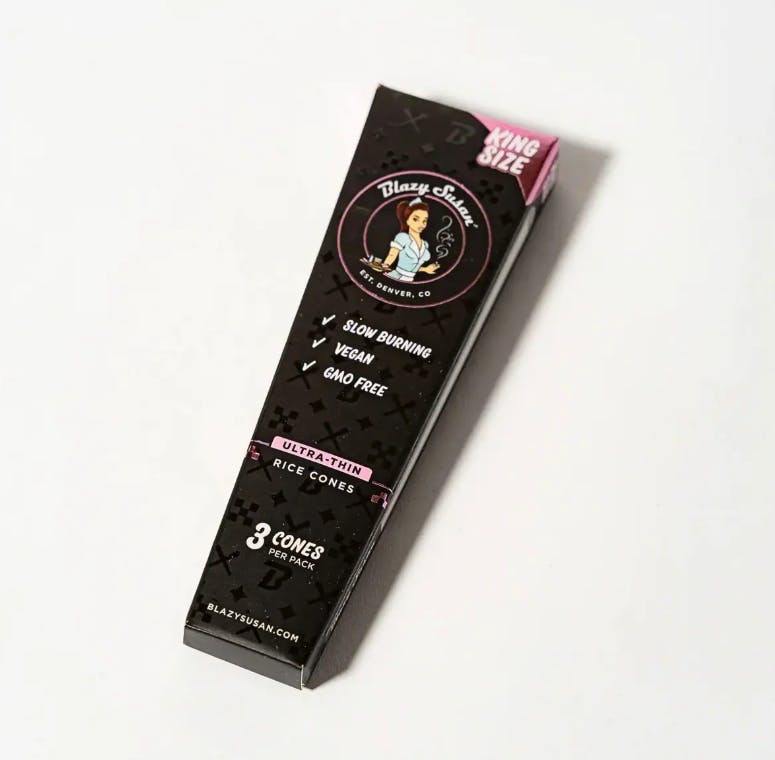 KING
SIZE
Blazy Susan
EST. DENVER, CO
✓ SLOW BURNING
✓ VEGAN
✓ GMO FREE
ULTRA-THIN
RICE CONES
3 CONES
PER PACK
BLAZYSUSAN.COM